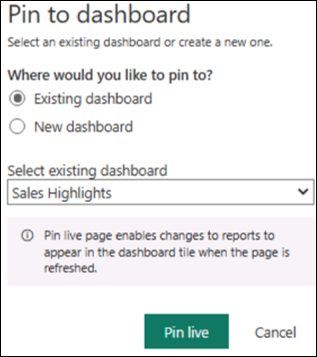 Pin to dashboard
Select an existing dashboard or create a new one.
Where would you like to pin to?
Existing dashboard
New dashboard
Select existing dashboard
Sales Highlights
Pin live page enables changes to reports to
appear in the dashboard tile when the page is
refreshed.
Pin live Cancel